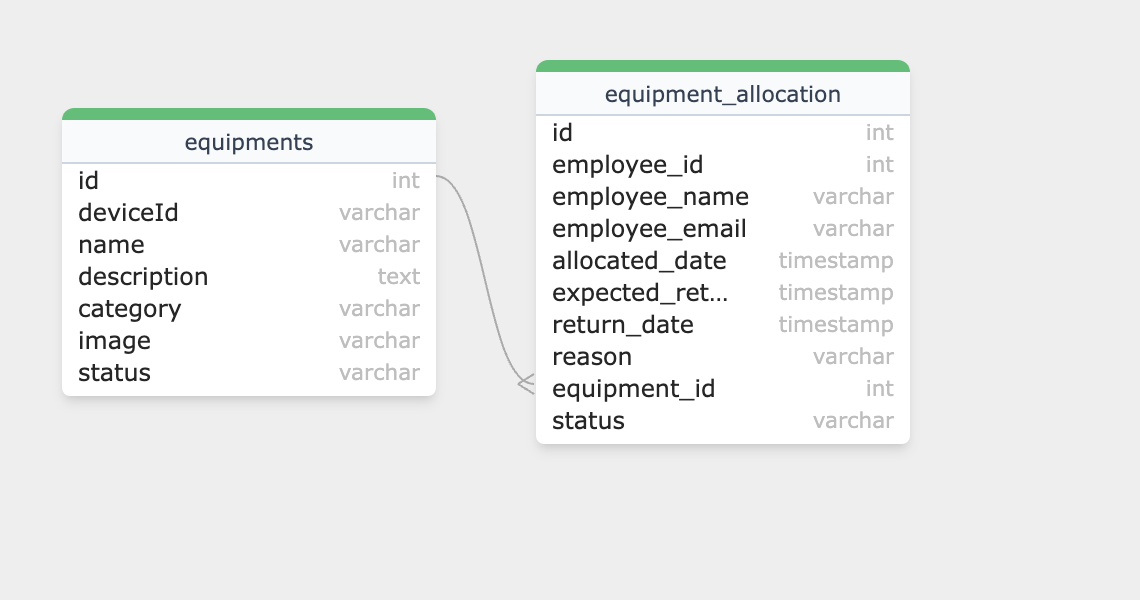 equipments
id int
deviceId varchar
name varchar
description text
category varchar
image varchar
status varchar
equipment_allocation
id int
employee_id int
employee_name varchar
employee_email varchar
allocated_date timestamp
expected_ret... timestamp
return_date timestamp
reason varchar
equipment_id int
status varchar